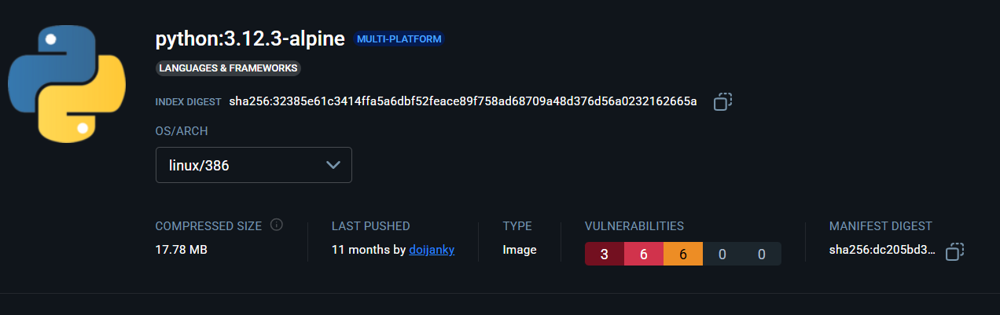 python:3.12.3-alpine MULTI-PLATFORM
LANGUAGES & FRAMEWORKS
INDEX DIGEST sha256:32385e61c3414ffa5a6dbf52feace89f758ad68709a48d376d56a0232162665a
OS/ARCH
linux/386
COMPRESSED SIZE LAST PUSHED TYPE VULNERABILITIES MANIFEST DIGEST
17.78 MB 11 months by doijanky Image 3 6 6 0 0 sha256:dc205bd3...